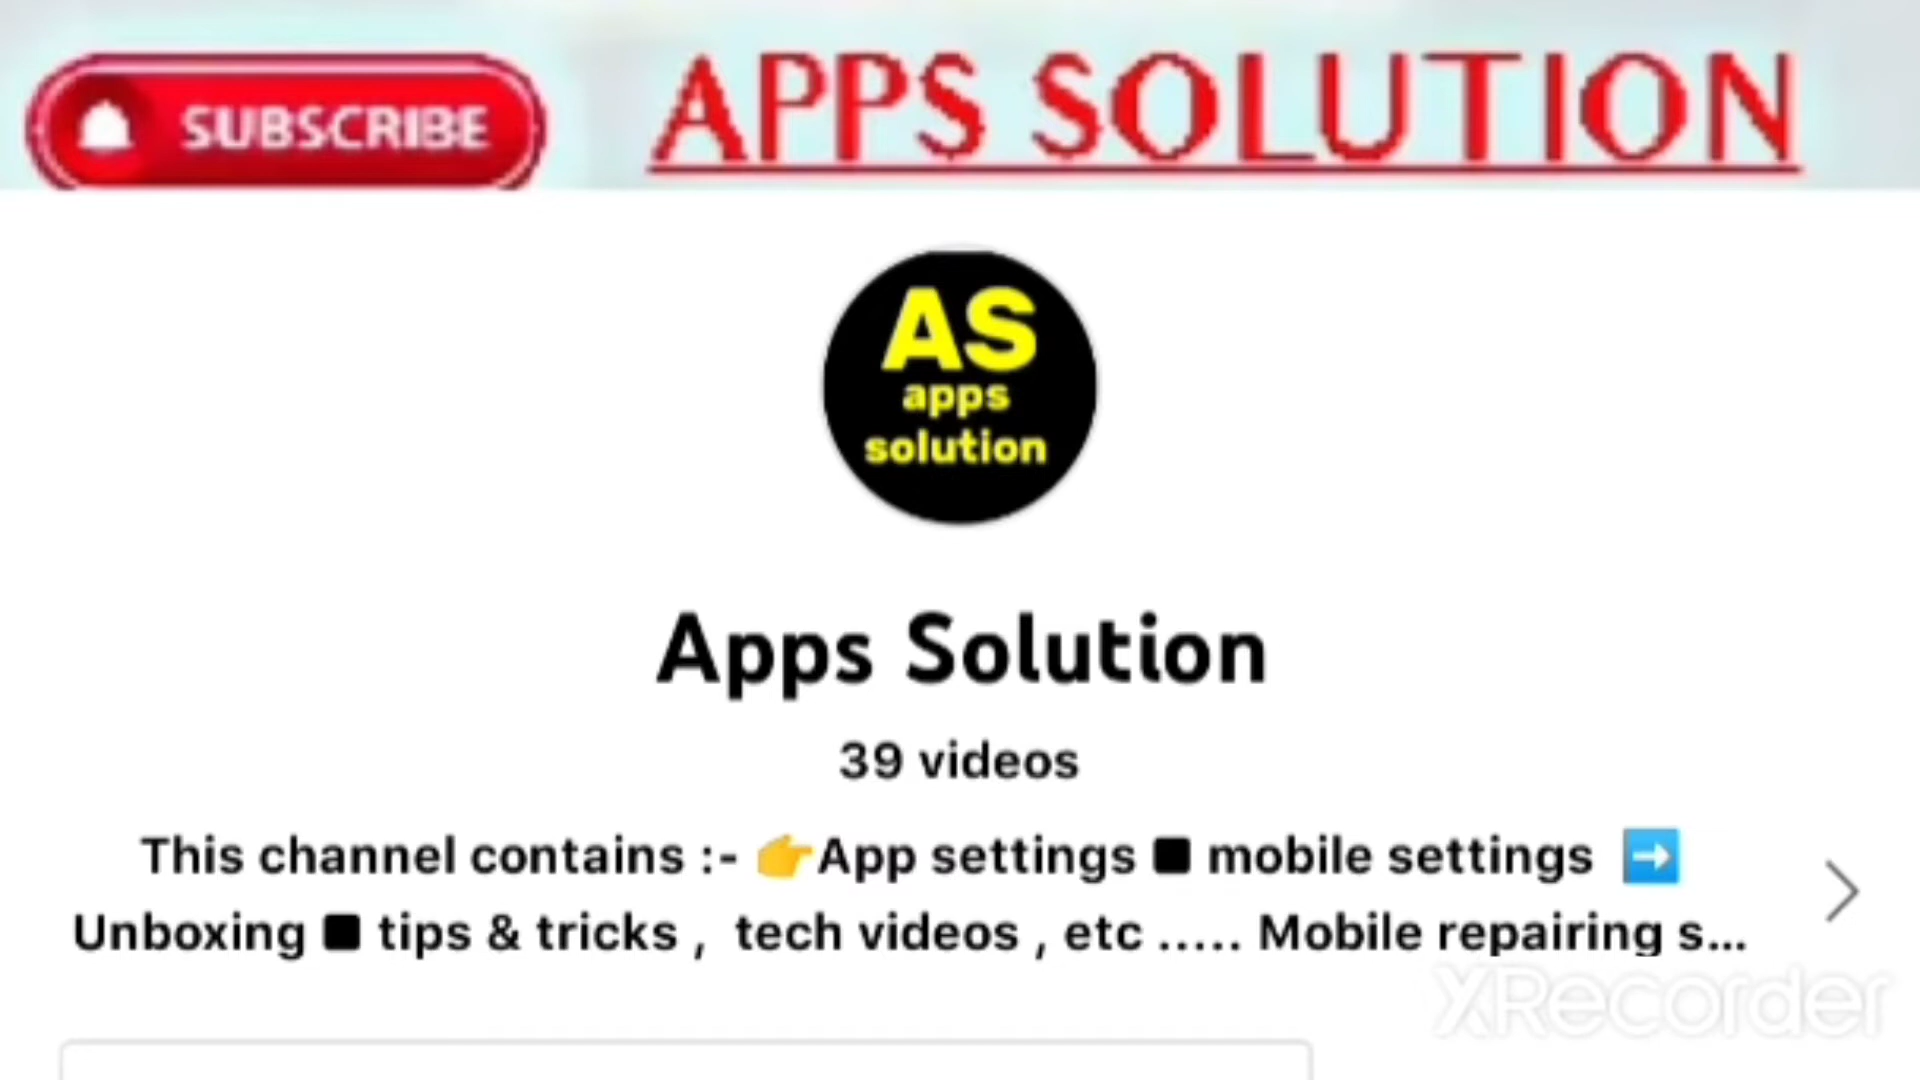 SUBSCRIBE
APPS SOLUTION
AS
apps
solution
Apps Solution
39 videos
This channel contains :- 👉App settings ⬛ mobile settings ➡️
Unboxing ⬛ tips & tricks , tech videos , etc ..... Mobile repairing s...
XRecorder